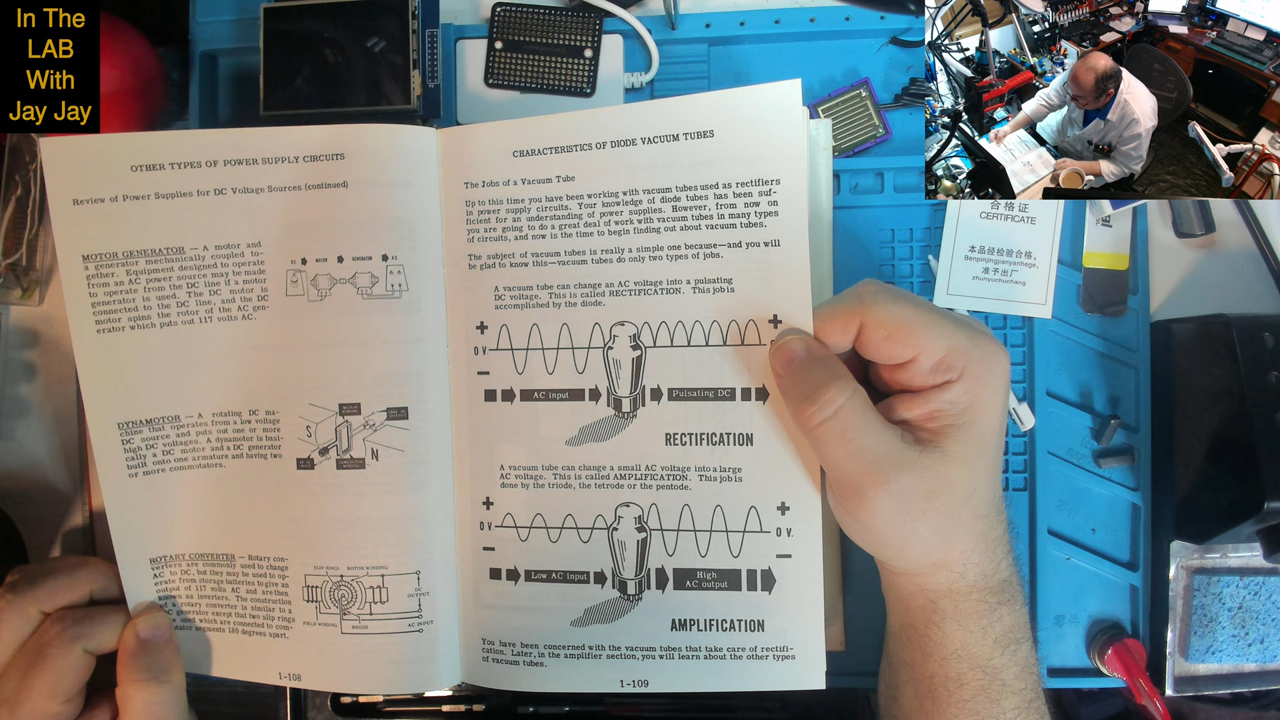 In The
LAB
With
Jay Jay
OTHER TYPES OF POWER SUPPLY CIRCUITS
Review of Power Supplies for DC Voltage Sources (continued)
MOTOR GENERATOR — A motor and
a generator mechanically coupled to-
gether. Equipment designed to operate
from an AC power source may be made
to operate from the DC line if a motor
generator is used. The DC motor is
connected to the DC line, and the DC
motor spins the rotor of the AC gen-
erator which puts out 117 volts AC.
MOTOR GENERATOR
DYNAMOTOR — A rotating DC ma-
chine that operates from a low voltage
DC source and puts out one or more
high DC voltages. A dynamotor is basi-
cally a DC motor and a DC generator
built onto one armature and having two
or more commutators.
S
N
ROTARY CONVERTER — Rotary con-
verters are commonly used to change
AC to DC, but they may be used to op-
erate from storage batteries to give an
output of 117 volts AC and are then
known as inverters. The construction
of a rotary converter is similar to a
DC generator except that two slip rings
used which are connected to com-
segments 180 degrees apart.
SLIP RINGS ROTOR WINDING
DC
OUTPUT
AC INPUT
FIELD WINDING BRUSH
1-108
CHARACTERISTICS OF DIODE VACUUM TUBES
The Jobs of a Vacuum Tube
Up to this time you have been working with vacuum tubes used as rectifiers
in power supply circuits. Your knowledge of diode tubes has been suf-
ficient for an understanding of power supplies. However, from now on
you are going to do a great deal of work with vacuum tubes in many types
of circuits, and now is the time to begin finding out about vacuum tubes.
The subject of vacuum tubes is really a simple one because—and you will
be glad to know this—vacuum tubes do only two types of jobs.
A vacuum tube can change an AC voltage into a pulsating
DC voltage. This is called RECTIFICATION. This job is
accomplished by the diode.
+ +
0 V
—
AC input Pulsating DC
RECTIFICATION
A vacuum tube can change a small AC voltage into a large
AC voltage. This is called AMPLIFICATION. This job is
done by the triode, the tetrode or the pentode.
+ +
0 V. 0 V.
— —
Low AC input High
AC output
AMPLIFICATION
You have been concerned with the vacuum tubes that take care of rectifi-
cation. Later, in the amplifier section, you will learn about the other types
of vacuum tubes.
1-109
合格证
CERTIFICATE
本品经检验合格,
Benpinjingjianyanhege,
准予出厂
zhunyuchuchang